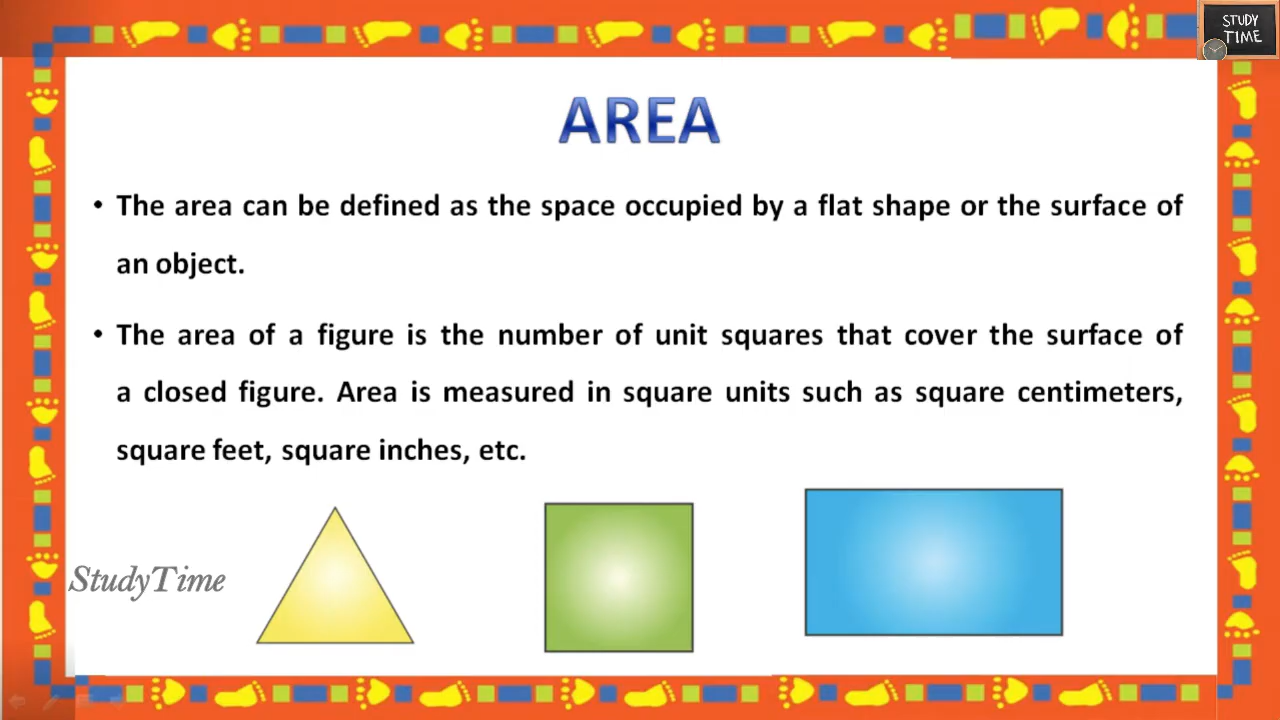 STUDY
TIME
AREA
• The area can be defined as the space occupied by a flat shape or the surface of
an object.
• The area of a figure is the number of unit squares that cover the surface of
a closed figure. Area is measured in square units such as square centimeters,
square feet, square inches, etc.
StudyTime